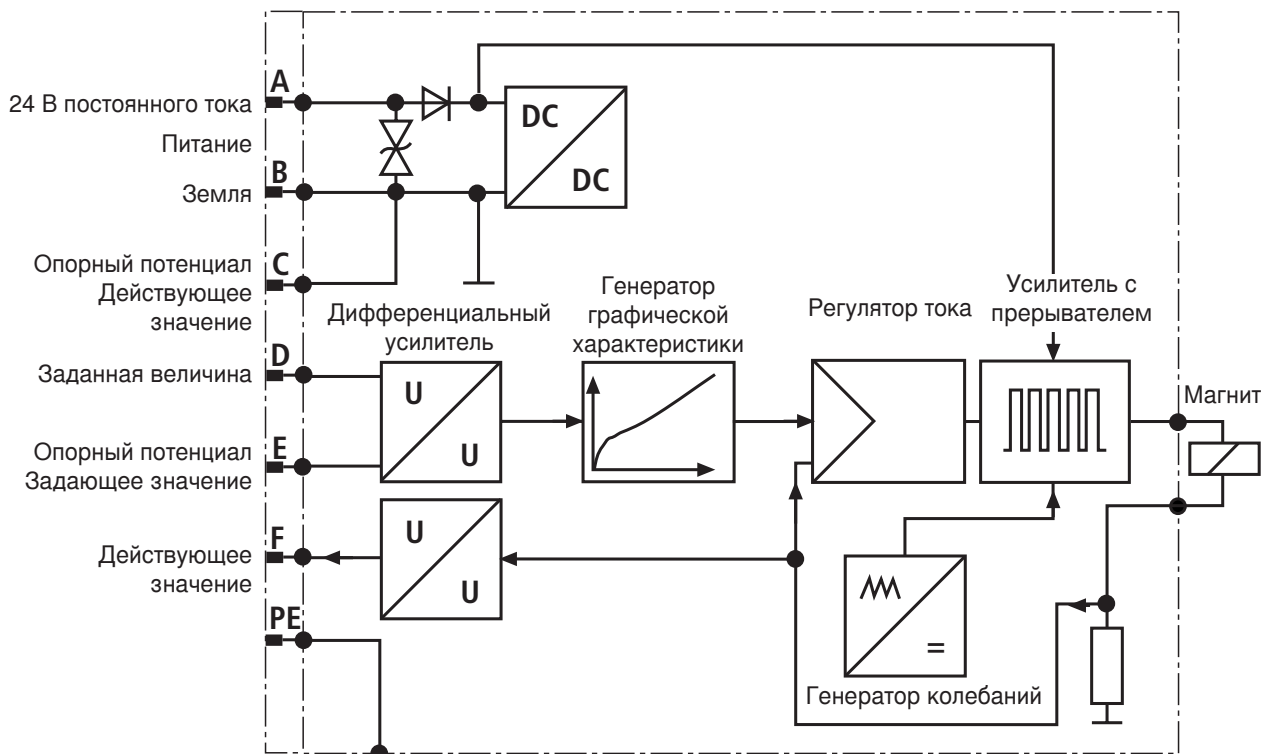 A
24 В постоянного тока
Питание
B
Земля
DC
DC
C
Опорный потенциал
Действующее
значение
Дифференциальный
усилитель
Генератор
графической
характеристики
Регулятор тока
Усилитель с
прерывателем
D
Заданная величина
U
U
Магнит
E
Опорный потенциал
Задающее значение
F
Действующее
значение
U
U
=
PE
Генератор колебаний